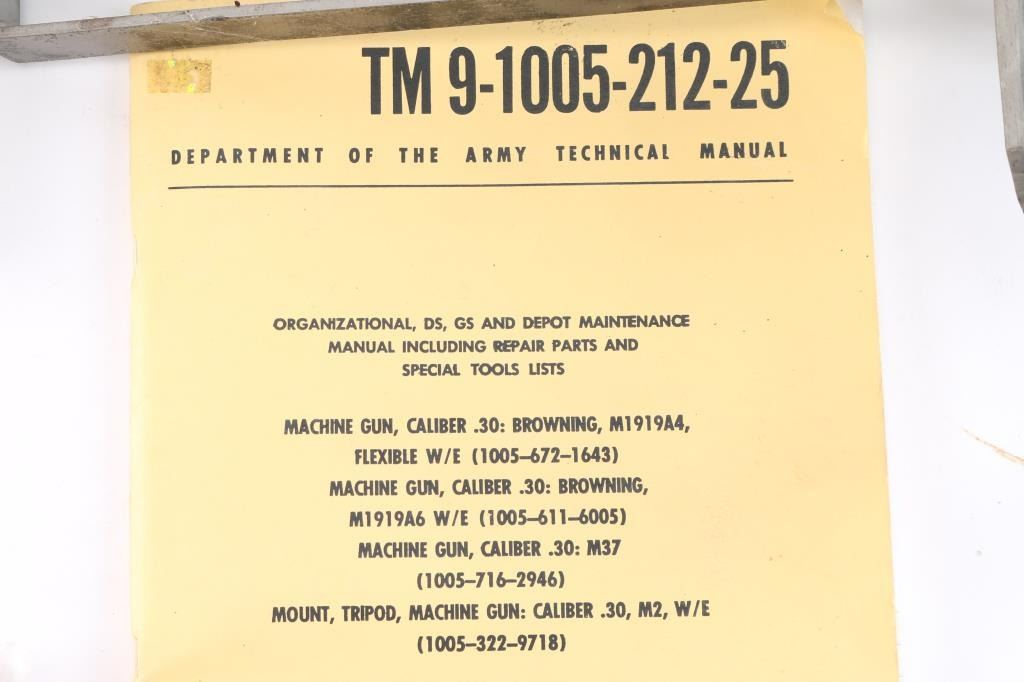 TM 9-1005-212-25
DEPARTMENT OF THE ARMY TECHNICAL MANUAL
ORGANIZATIONAL, DS, GS AND DEPOT MAINTENANCE
MANUAL INCLUDING REPAIR PARTS AND
SPECIAL TOOLS LISTS
MACHINE GUN, CALIBER .30: BROWNING, M1919A4,
FLEXIBLE W/E (1005–672–1643)
MACHINE GUN, CALIBER .30: BROWNING,
M1919A6 W/E (1005–611–6005)
MACHINE GUN, CALIBER .30: M37
(1005–716–2946)
MOUNT, TRIPOD, MACHINE GUN: CALIBER .30, M2, W/E
(1005–322–9718)